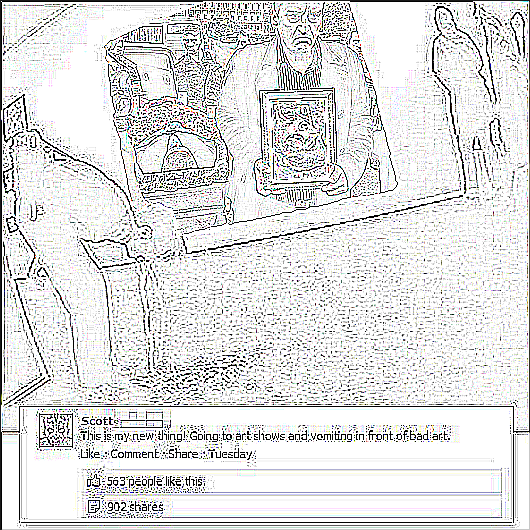 Scott
This is my new thing! Going to art shows and vomiting in front of bad art.
Like · Comment · Share · Tuesday
563 people like this.
902 shares